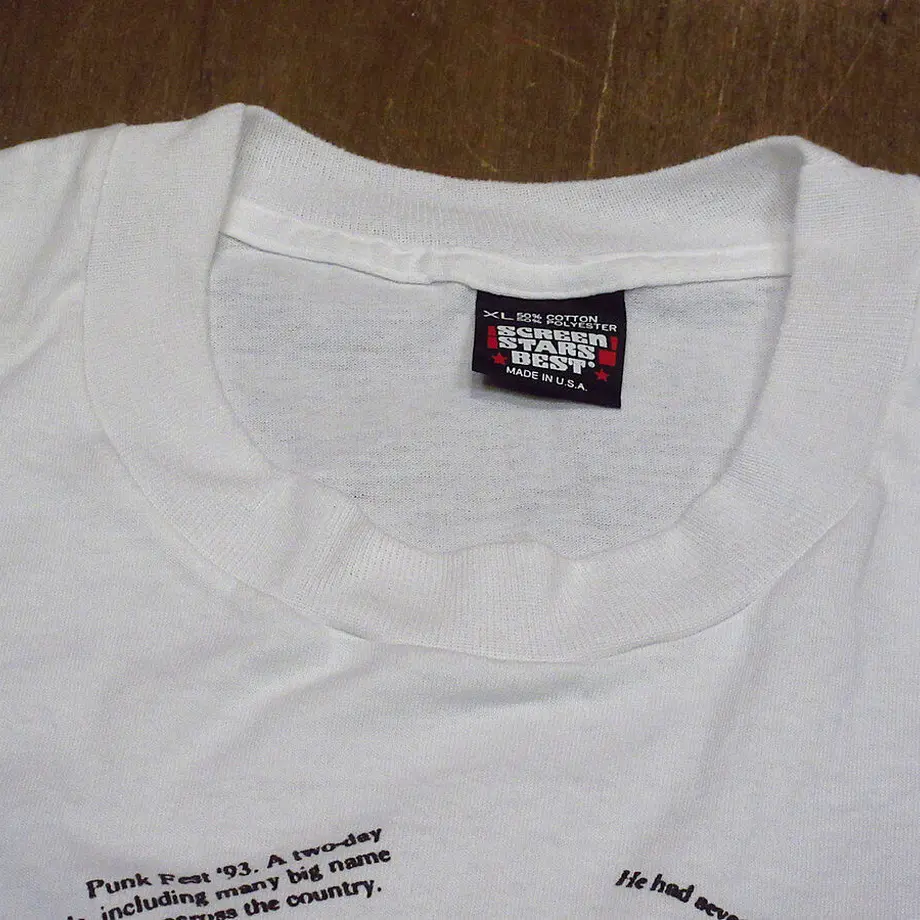 XL 50% COTTON
50% POLYESTER
SCREEN
STARS
BEST
MADE IN U.S.A.
Punk Fest '93. A two-day
including many big name
across the country.
He had